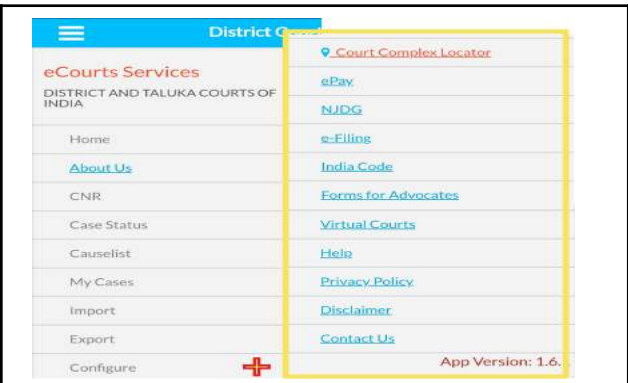 District C
eCourts Services
DISTRICT AND TALUKA COURTS OF
INDIA
Home
About Us
CNR
Case Status
Causelist
My Cases
Import
Export
Configure
Court Complex Locator
ePay
NJDG
e-Filing
India Code
Forms for Advocates
Virtual Courts
Help
Privacy Policy
Disclaimer
Contact Us
App Version: 1.6.